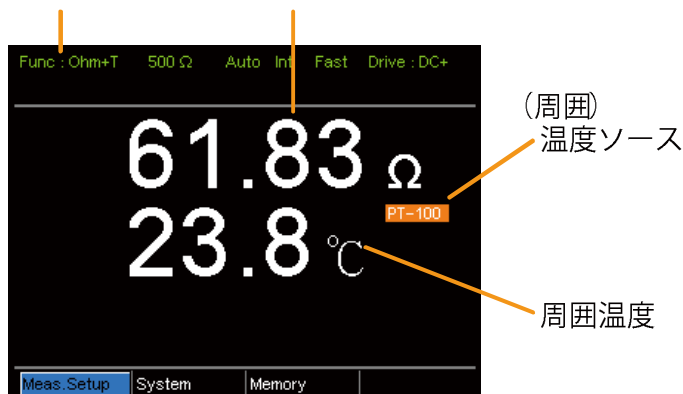 Func : Ohm+T 500 Ω Auto Int Fast Drive : DC+
(周囲)
温度ソース
61.83 Ω
PT-100
23.8 ℃
周囲温度
Meas.Setup System Memory